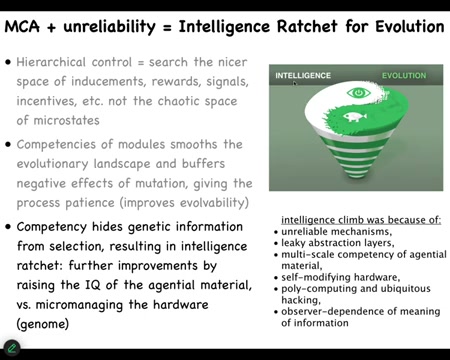 MCA + unreliability = Intelligence Ratchet for Evolution
• Hierarchical control = search the nicer
space of inducements, rewards, signals,
incentives, etc. not the chaotic space
of microstates
• Competencies of modules smooths the
evolutionary landscape and buffers
negative effects of mutation, giving the
process patience (improves evolvability)
• Competency hides genetic information
from selection, resulting in intelligence
ratchet: further improvements by
raising the IQ of the agential material,
vs. micromanaging the hardware
(genome)
INTELLIGENCE
EVOLUTION
intelligence climb was because of:
• unreliable mechanisms,
• leaky abstraction layers,
• multi-scale competency of agential
material,
• self-modifying hardware,
• poly-computing and ubiquitous
hacking,
• observer-dependence of meaning
of information